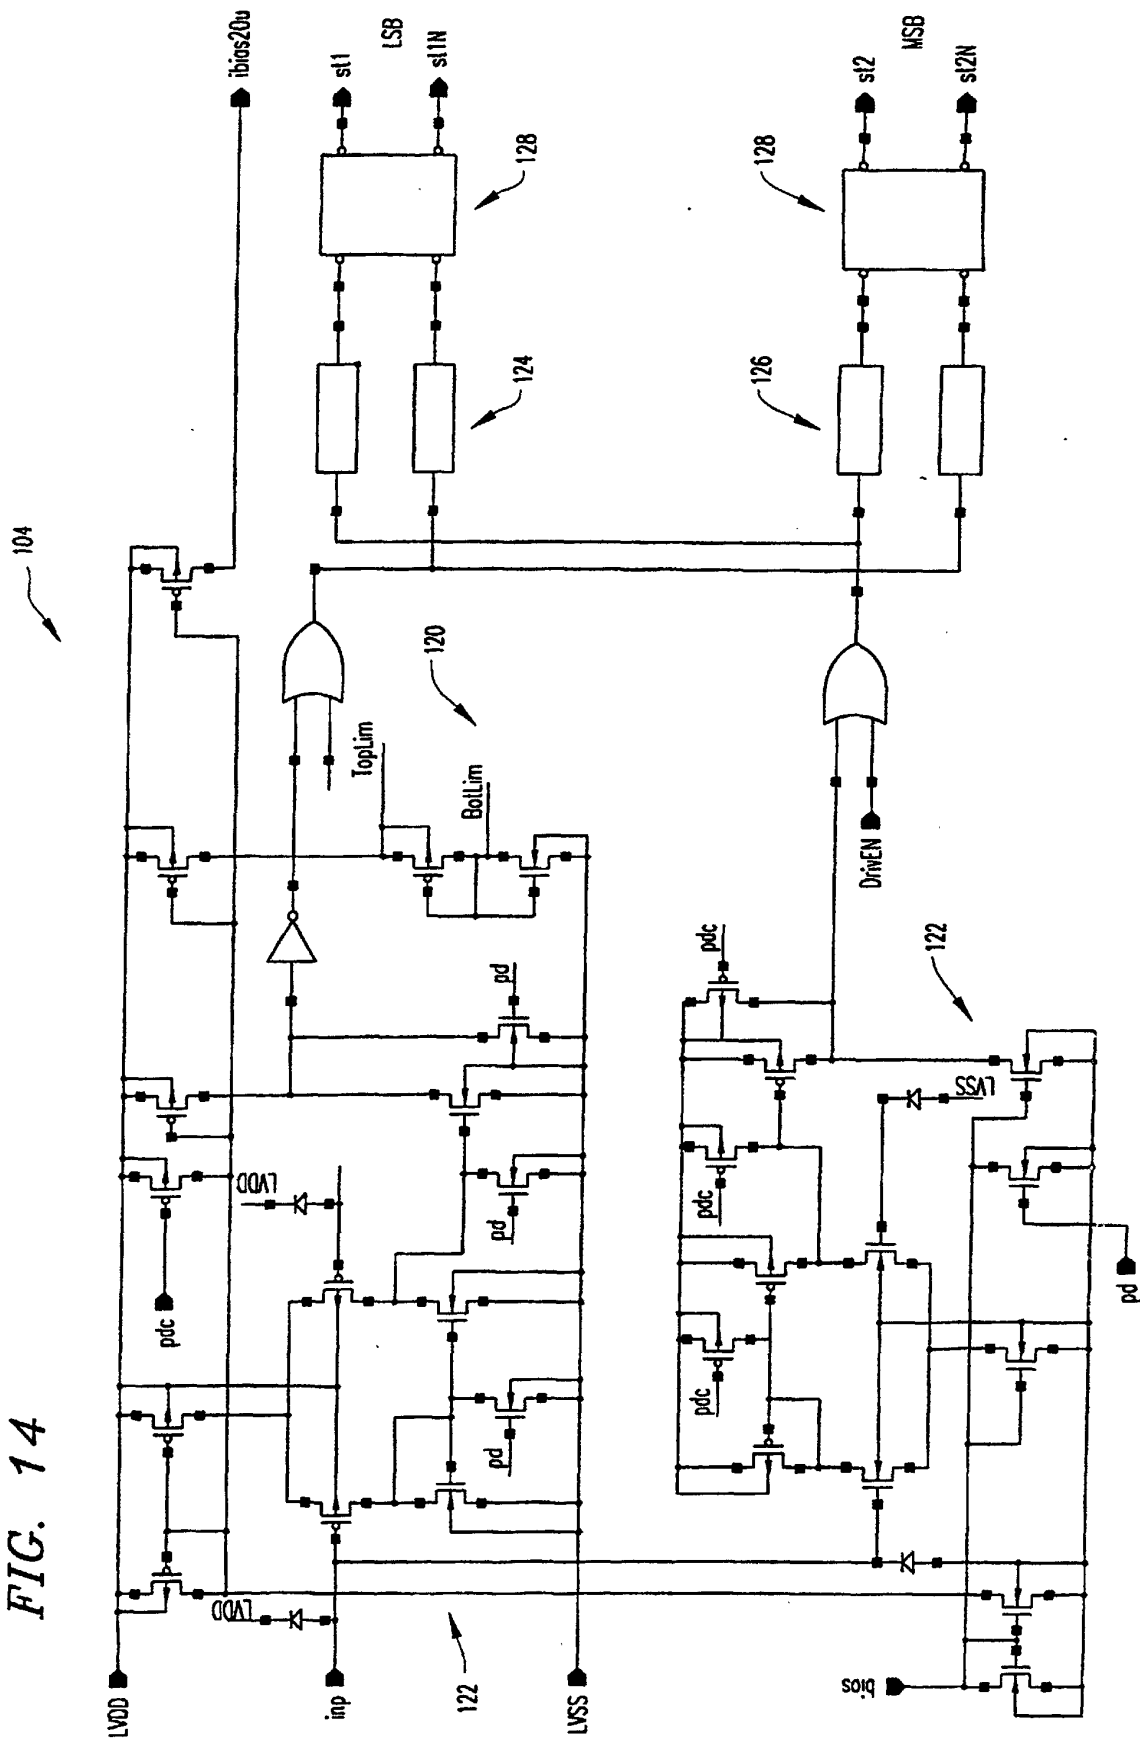 FIG. 14
104
LVDD
LVDD
inp
LVSS
122
pdc
LVDD
pd
pd
pd
TopLim
BotLim
120
ibias20u
st1
LSB
st1N
128
124
bios
pd
pdc
pdc
pdc
LVSS
122
DrivEN
126
128
st2
MSB
st2N